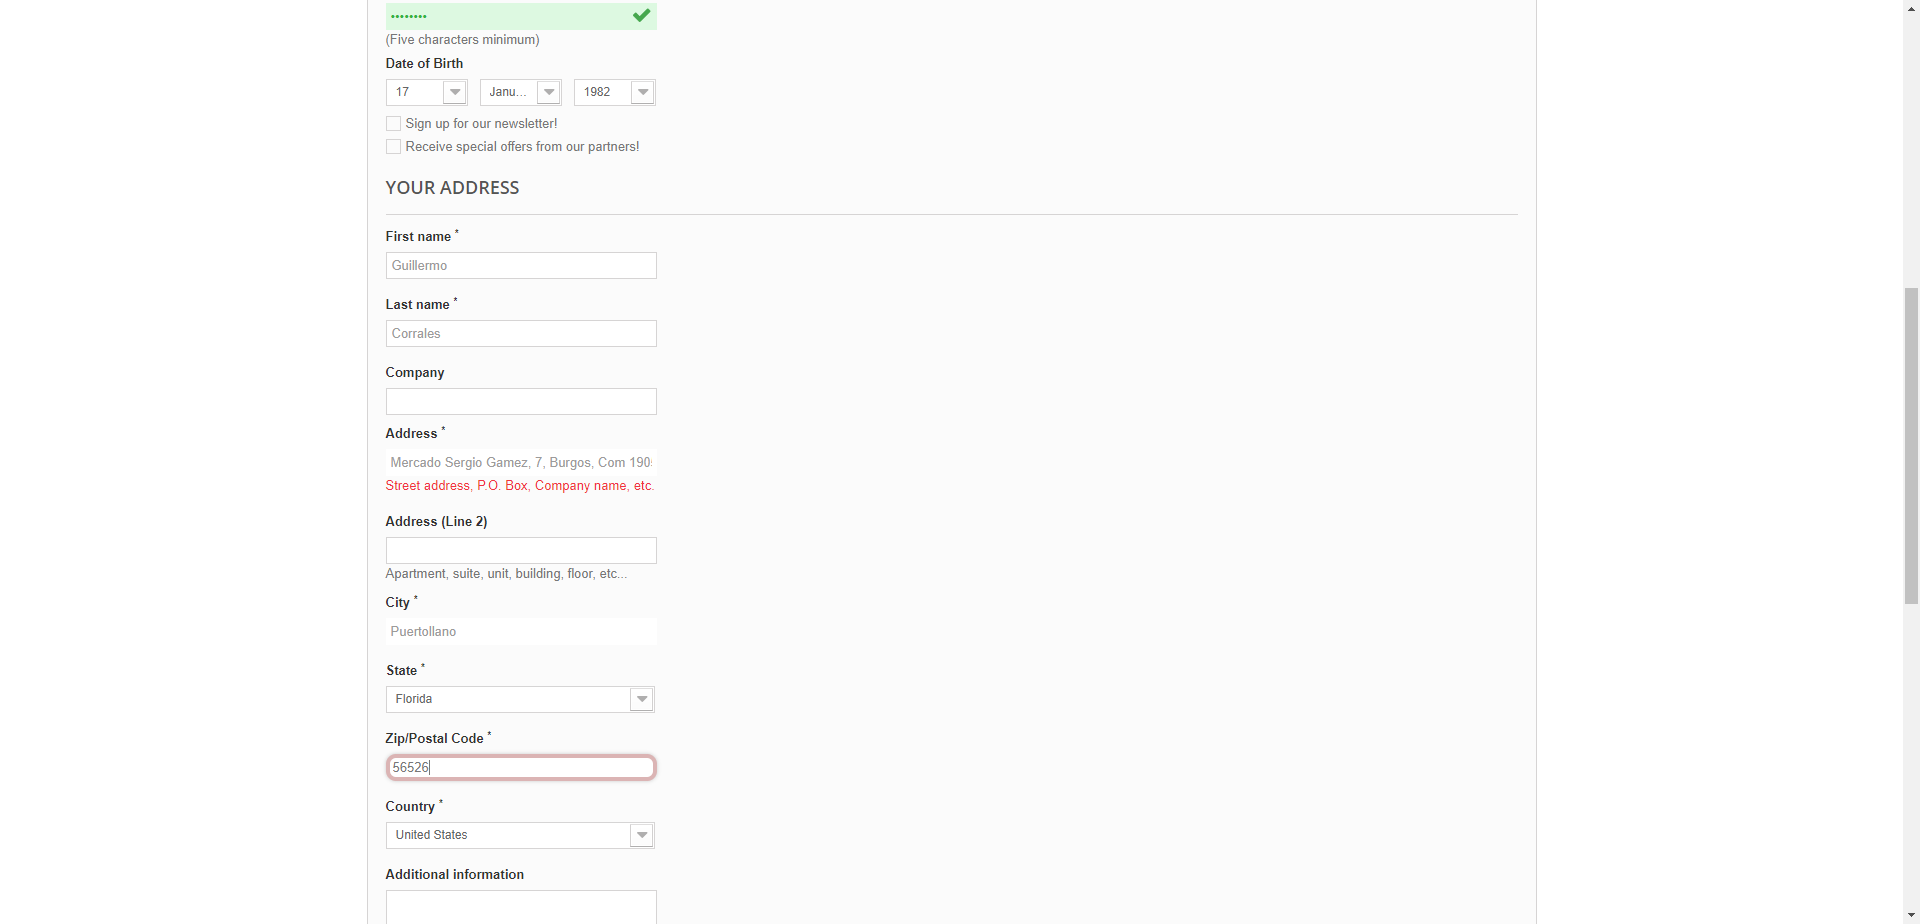 ••••••••
(Five characters minimum)
Date of Birth
17 Janu... 1982
Sign up for our newsletter!
Receive special offers from our partners!
YOUR ADDRESS
First name *
Guillermo
Last name *
Corrales
Company
Address *
Mercado Sergio Gamez, 7, Burgos, Com 190
Street address, P.O. Box, Company name, etc.
Address (Line 2)
Apartment, suite, unit, building, floor, etc...
City *
Puertollano
State *
Florida
Zip/Postal Code *
56526
Country *
United States
Additional information